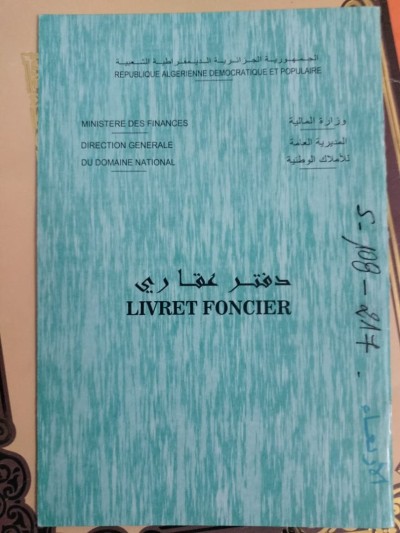 الجمهورية الجزائرية الديمقراطية الشعبية
REPUBLIQUE ALGERIENNE DEMOCRATIQUE ET POPULAIRE
MINISTERE DES FINANCES
وزارة المالية
DIRECTION GENERALE
المديرية العامة
DU DOMAINE NATIONAL
للأملاك الوطنية
دفتر عقاري
LIVRET FONCIER